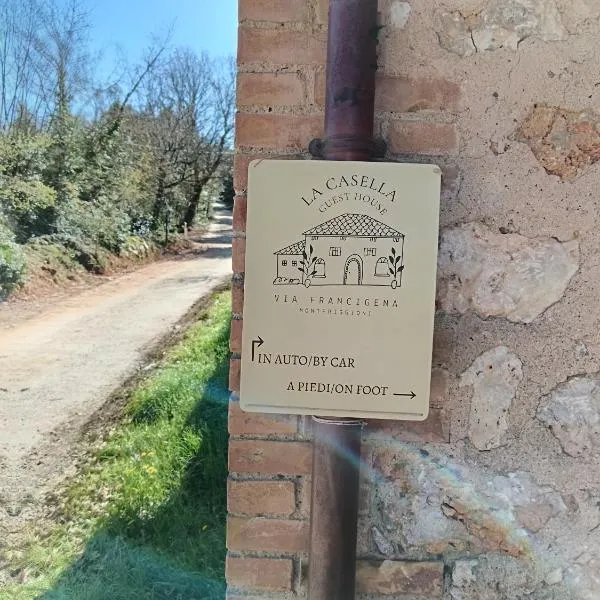 LA CASELLA
GUEST HOUSE
VIA FRANCIGENA
MONTERIGGIONI
IN AUTO/BY CAR
A PIEDI/ON FOOT